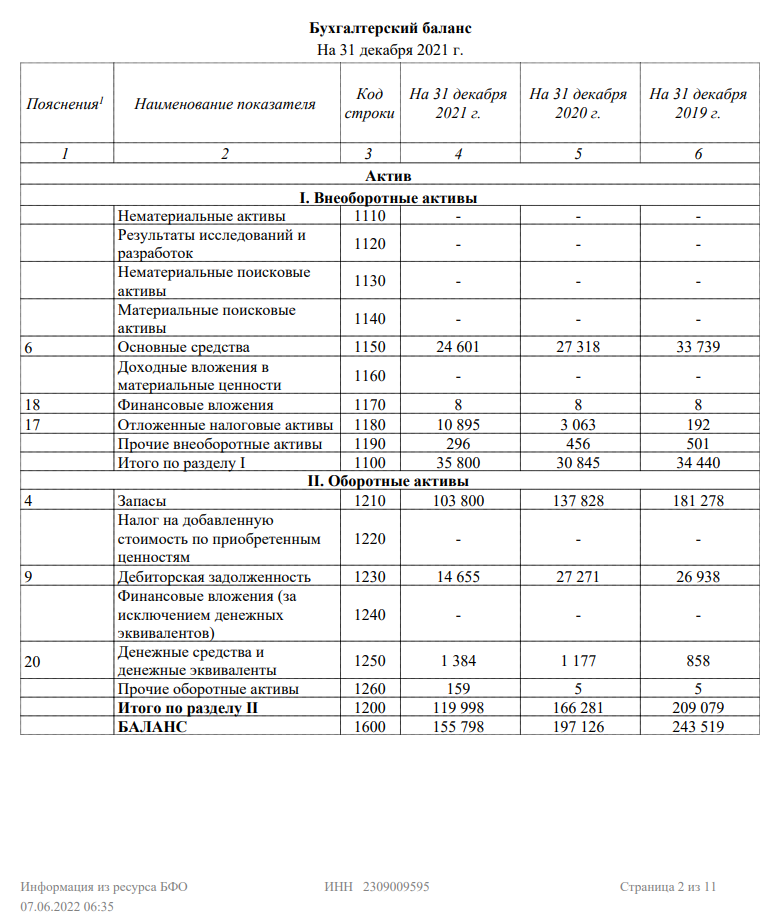 Бухгалтерский баланс
На 31 декабря 2021 г.
Пояснения1 Наименование показателя Код строки На 31 декабря 2021 г. На 31 декабря 2020 г. На 31 декабря 2019 г.
1 2 3 4 5 6
Актив
I. Внеоборотные активы
Нематериальные активы 1110 - - -
Результаты исследований и
разработок 1120 - - -
Нематериальные поисковые
активы 1130 - - -
Материальные поисковые
активы 1140 - - -
6 Основные средства 1150 24 601 27 318 33 739
Доходные вложения в
материальные ценности 1160 - - -
18 Финансовые вложения 1170 8 8 8
17 Отложенные налоговые активы 1180 10 895 3 063 192
Прочие внеоборотные активы 1190 296 456 501
Итого по разделу I 1100 35 800 30 845 34 440
II. Оборотные активы
4 Запасы 1210 103 800 137 828 181 278
Налог на добавленную
стоимость по приобретенным 1220 - - -
ценностям
9 Дебиторская задолженность 1230 14 655 27 271 26 938
Финансовые вложения (за
исключением денежных 1240 - - -
эквивалентов)
20 Денежные средства и
денежные эквиваленты 1250 1 384 1 177 858
Прочие оборотные активы 1260 159 5 5
Итого по разделу II 1200 119 998 166 281 209 079
БАЛАНС 1600 155 798 197 126 243 519
Информация из ресурса БФО ИНН 2309009595 Страница 2 из 11
07.06.2022 06:35